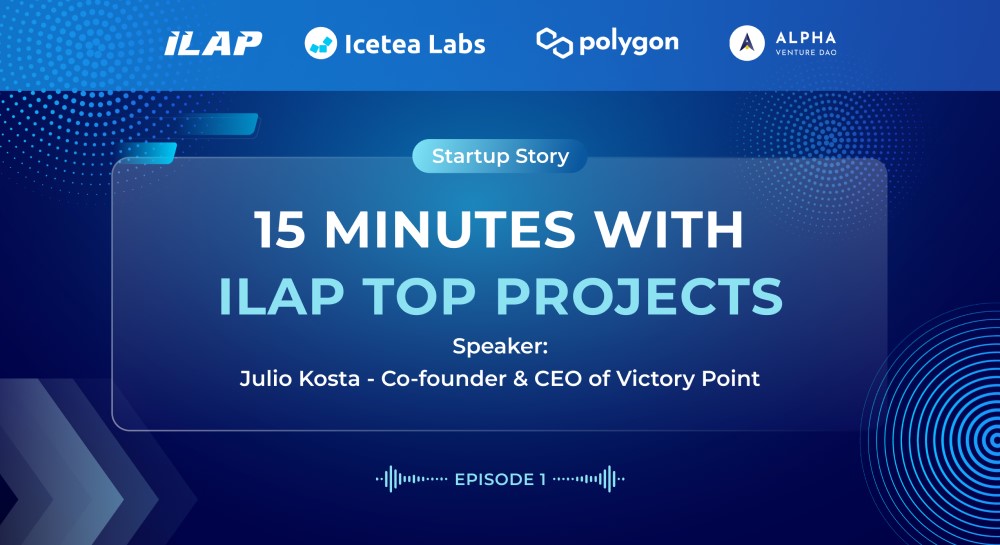 ILAP
Icetea Labs
polygon
ALPHA
VENTURE DAO
Startup Story
15 MINUTES WITH
ILAP TOP PROJECTS
Speaker:
Julio Kosta - Co-founder & CEO of Victory Point
EPISODE 1